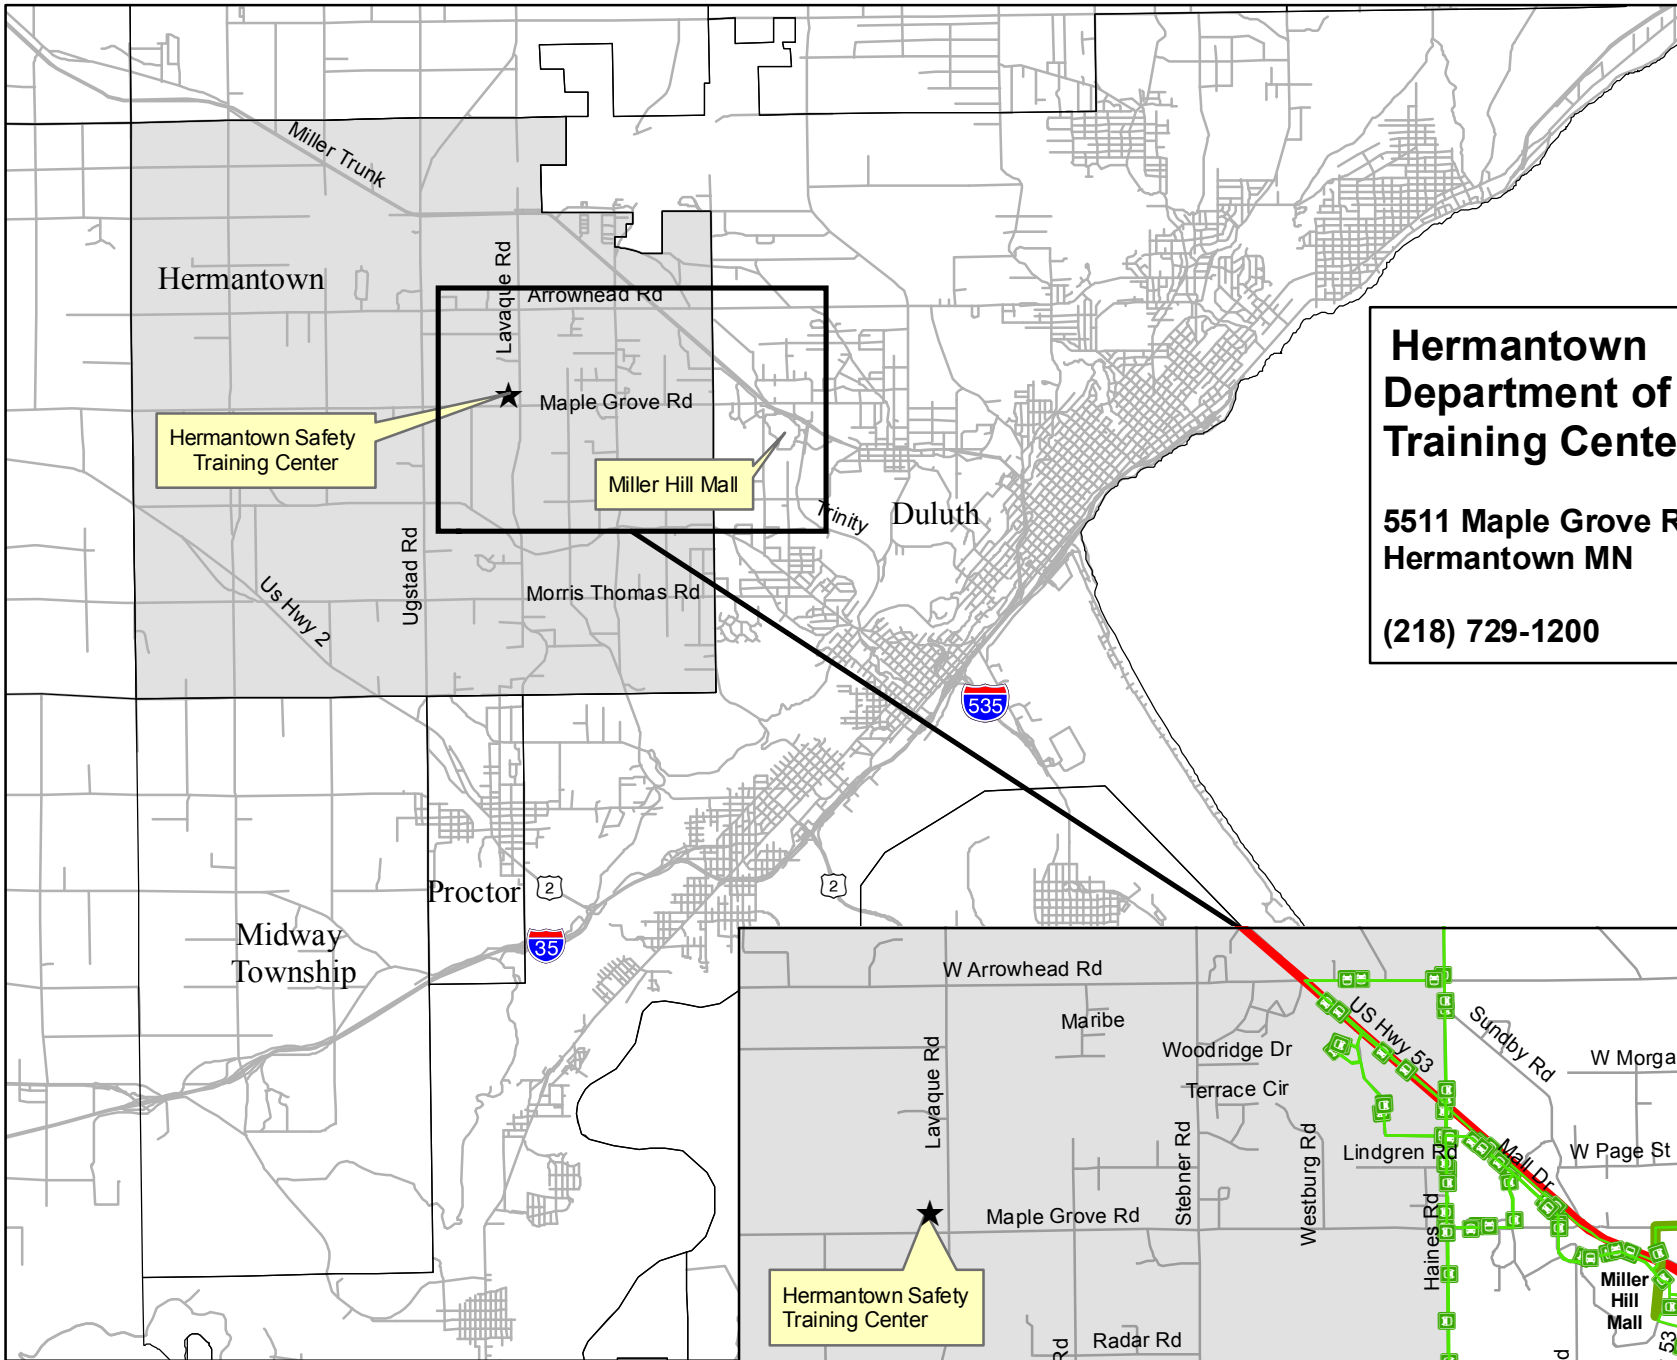 Miller Trunk
Hermantown
Lavaque Rd
Arrowhead Rd
Maple Grove Rd
Hermantown Safety
Training Center
Miller Hill Mall
Trinity
Duluth
Ugstad Rd
Us Hwy 2
Morris Thomas Rd
Hermantown
Department of
Training Cente
5511 Maple Grove R
Hermantown MN
(218) 729-1200
535
Proctor
2
2
35
Midway
Township
W Arrowhead Rd
Maribe
Lavaque Rd
Woodridge Dr
Terrace Cir
US Hwy 53
Sundby Rd
W Morga
Stebner Rd
Westburg Rd
Lindgren Rd
Mall Dr
W Page St
Maple Grove Rd
Haines Rd
Hermantown Safety
Training Center
Miller
Hill
Mall
Radar Rd
Rd
d
53